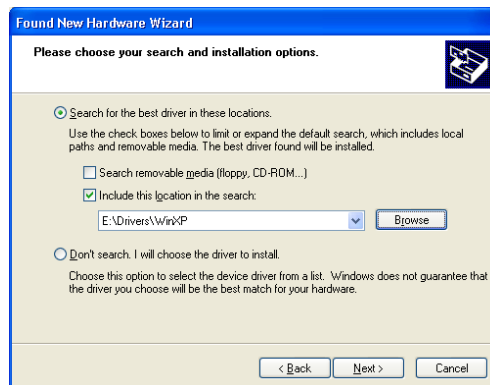 Found New Hardware Wizard
Please choose your search and installation options.
Search for the best driver in these locations.
Use the check boxes below to limit or expand the default search, which includes local
paths and removable media. The best driver found will be installed.
Search removable media (floppy, CD-ROM...)
Include this location in the search:
E:\Drivers\WinXP
Browse
Don't search. I will choose the driver to install.
Choose this option to select the device driver from a list. Windows does not guarantee that
the driver you choose will be the best match for your hardware.
< Back
Next >
Cancel